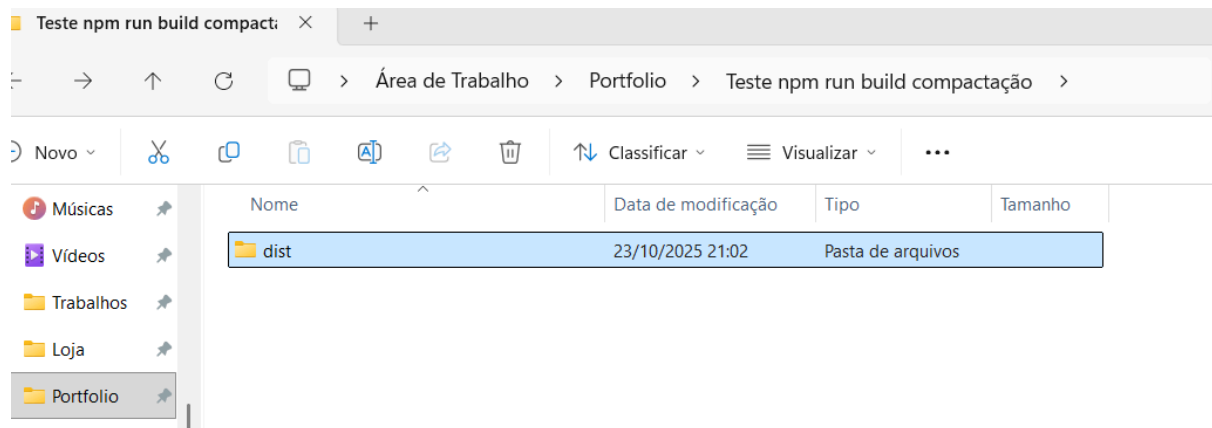 Teste npm run build compacta
Área de Trabalho > Portfolio > Teste npm run build compactação >
Novo
Classificar
Visualizar
Músicas
Vídeos
Trabalhos
Loja
Portfolio
Nome Data de modificação Tipo Tamanho
dist 23/10/2025 21:02 Pasta de arquivos